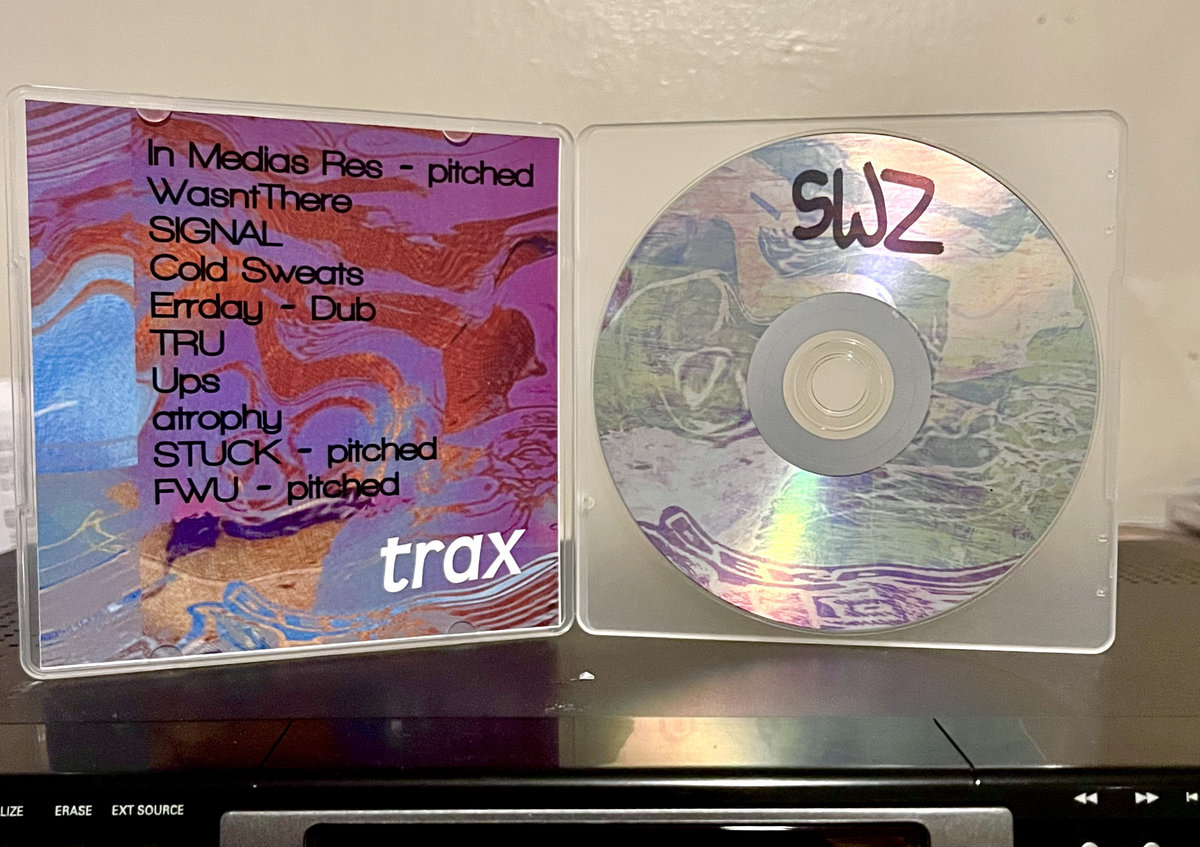 In Medias Res - pitched
WasntThere
SIGNAL
Cold Sweats
Errday - Dub
TRU
Ups
atrophy
STUCK - pitched
FWU - pitched
trax
SWZ
LIZE ERASE EXT SOURCE